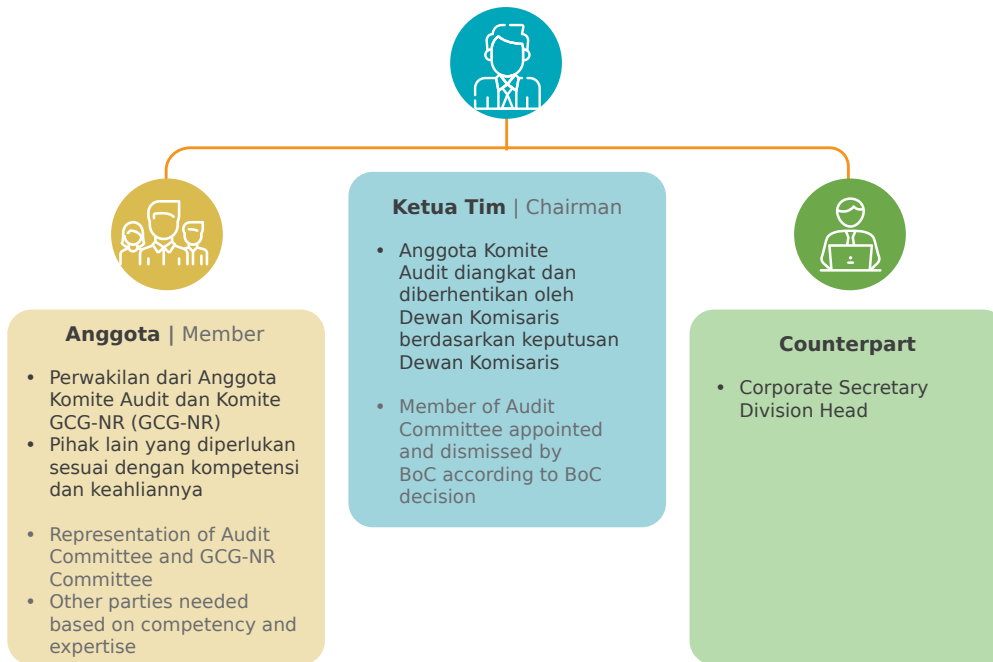 Ketua Tim | Chairman
• Anggota Komite
Audit diangkat dan
diberhentikan oleh
Dewan Komisaris
berdasarkan keputusan
Dewan Komisaris
• Member of Audit
Committee appointed
and dismissed by
BoC according to BoC
decision
Anggota | Member
• Perwakilan dari Anggota
Komite Audit dan Komite
GCG-NR (GCG-NR)
• Pihak lain yang diperlukan
sesuai dengan kompetensi
dan keahliannya
• Representation of Audit
Committee and GCG-NR
Committee
• Other parties needed
based on competency and
expertise
Counterpart
• Corporate Secretary
Division Head